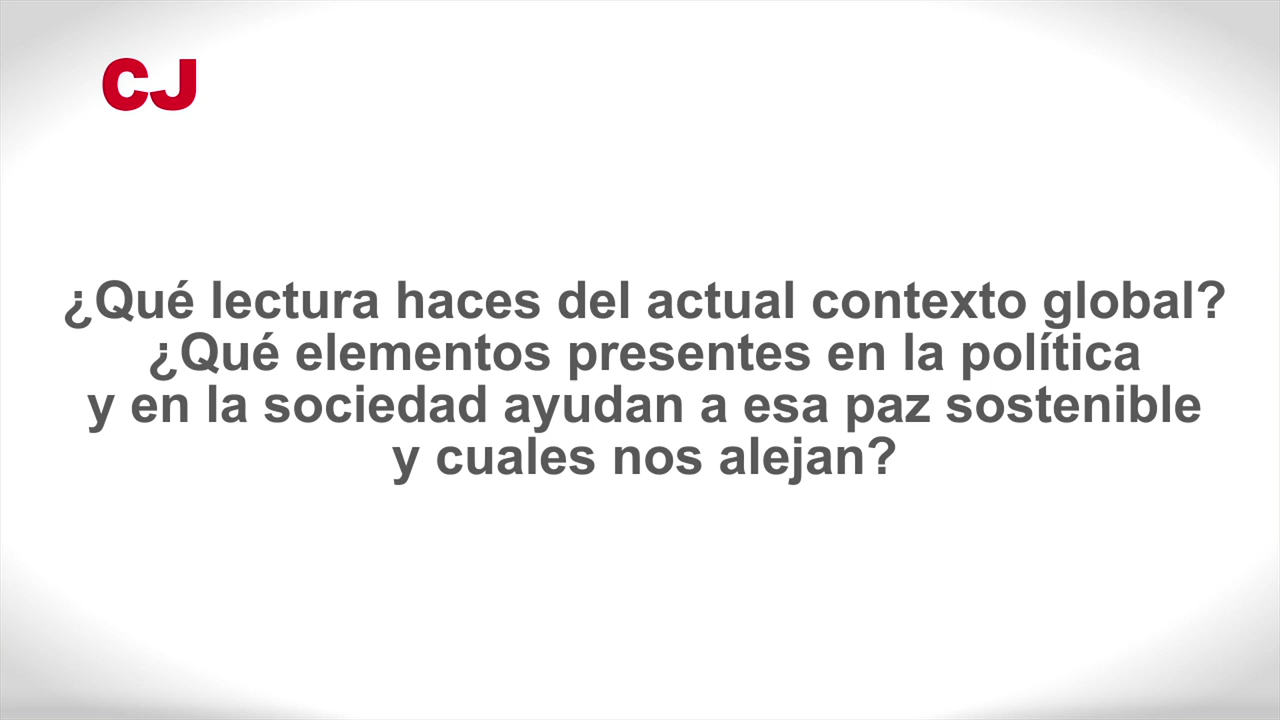 CJ
¿Qué lectura haces del actual contexto global?
¿Qué elementos presentes en la política
y en la sociedad ayudan a esa paz sostenible
y cuales nos alejan?